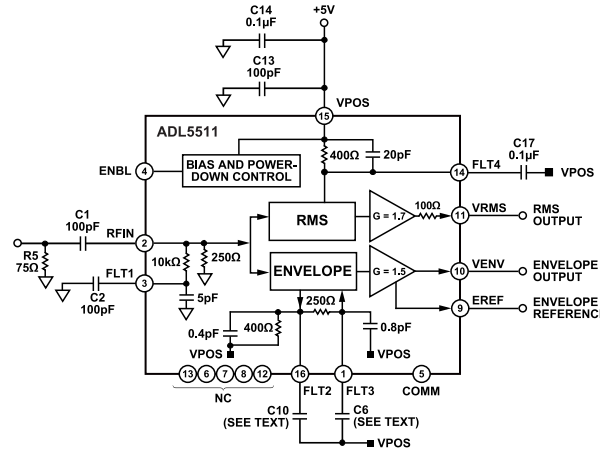 C14
0.1µF
+5V
C13
100pF
VPOS
15
ADL5511
400Ω
20pF
C17
0.1µF
ENBL
4
BIAS AND POWER-
DOWN CONTROL
14
FLT4
VPOS
C1
100pF
RFIN
2
RMS
G = 1.7
100Ω
11
VRMS
RMS
OUTPUT
R5
75Ω
10kΩ
250Ω
FLT1
3
C2
100pF
5pF
ENVELOPE
G = 1.5
10
VENV
ENVELOPE
OUTPUT
250Ω
9
EREF
ENVELOPE
REFERENCE
0.4pF
400Ω
0.8pF
VPOS
VPOS
13
6
7
8
12
16
1
5
NC
FLT2
FLT3
COMM
C10
(SEE TEXT)
C6
(SEE TEXT)
VPOS